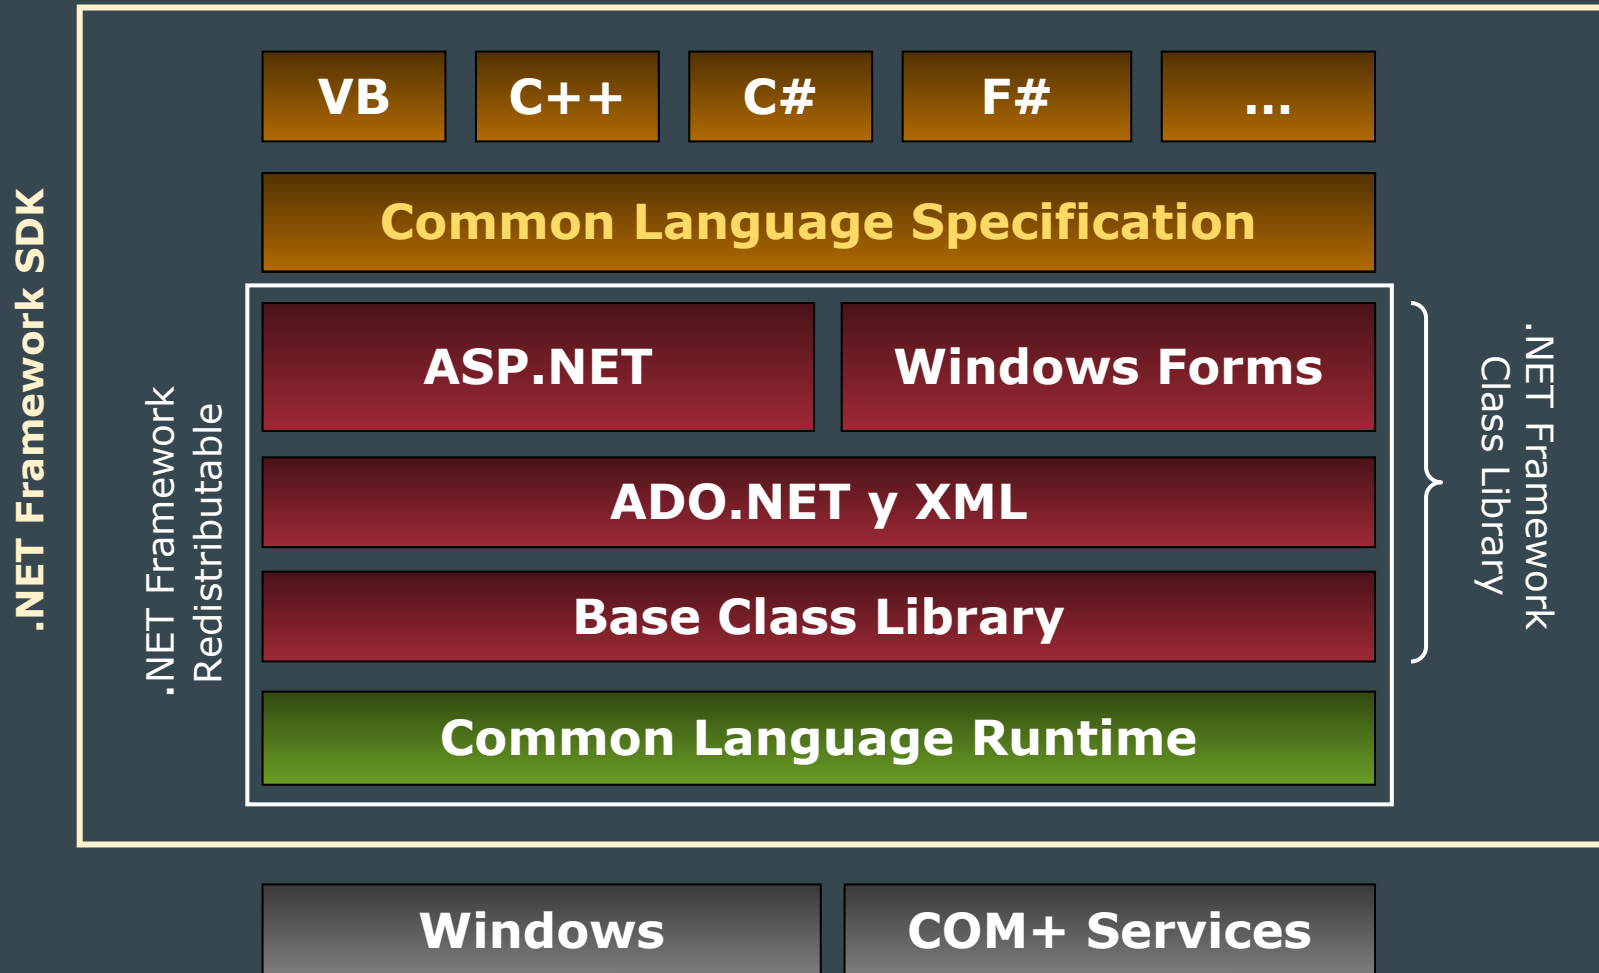 VB
C++
C#
F#
...
Common Language Specification
.NET Framework SDK
.NET Framework
Redistributable
ASP.NET
Windows Forms
ADO.NET y XML
Base Class Library
Common Language Runtime
.NET Framework
Class Library
Windows
COM+ Services